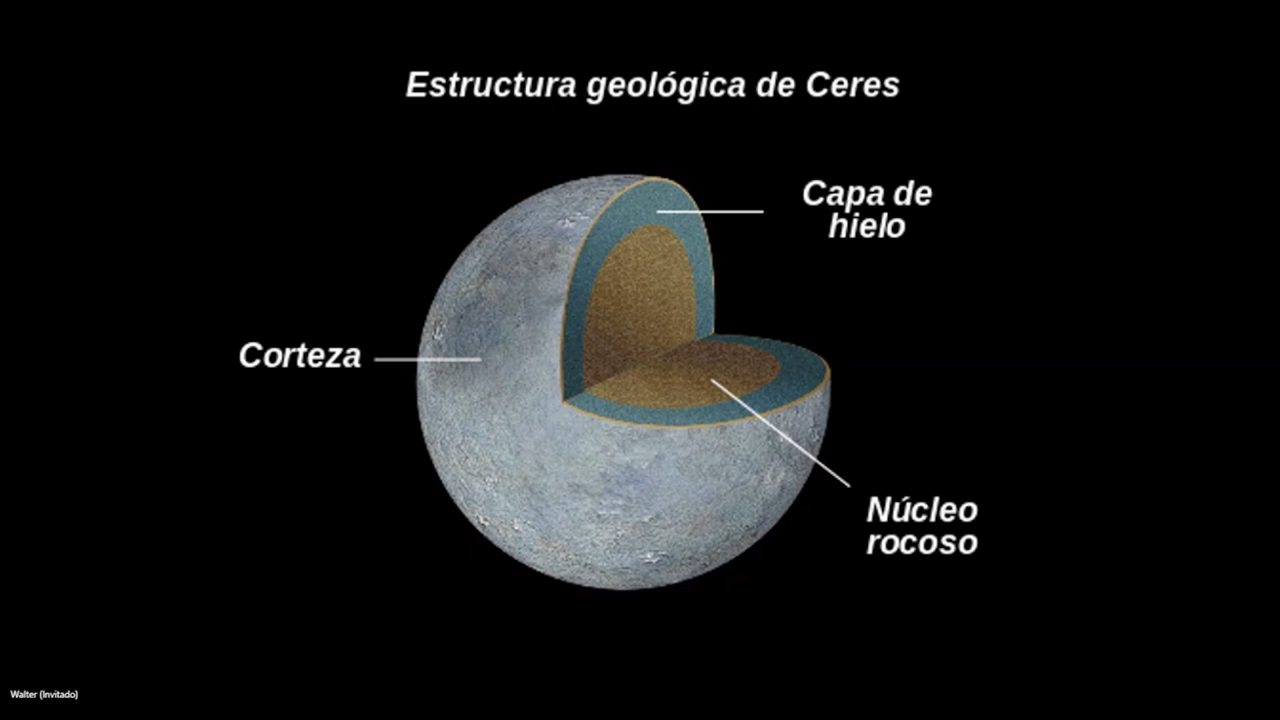 Estructura geológica de Ceres
Capa de
hielo
Corteza
Núcleo
rocoso
Walter (Invitado)